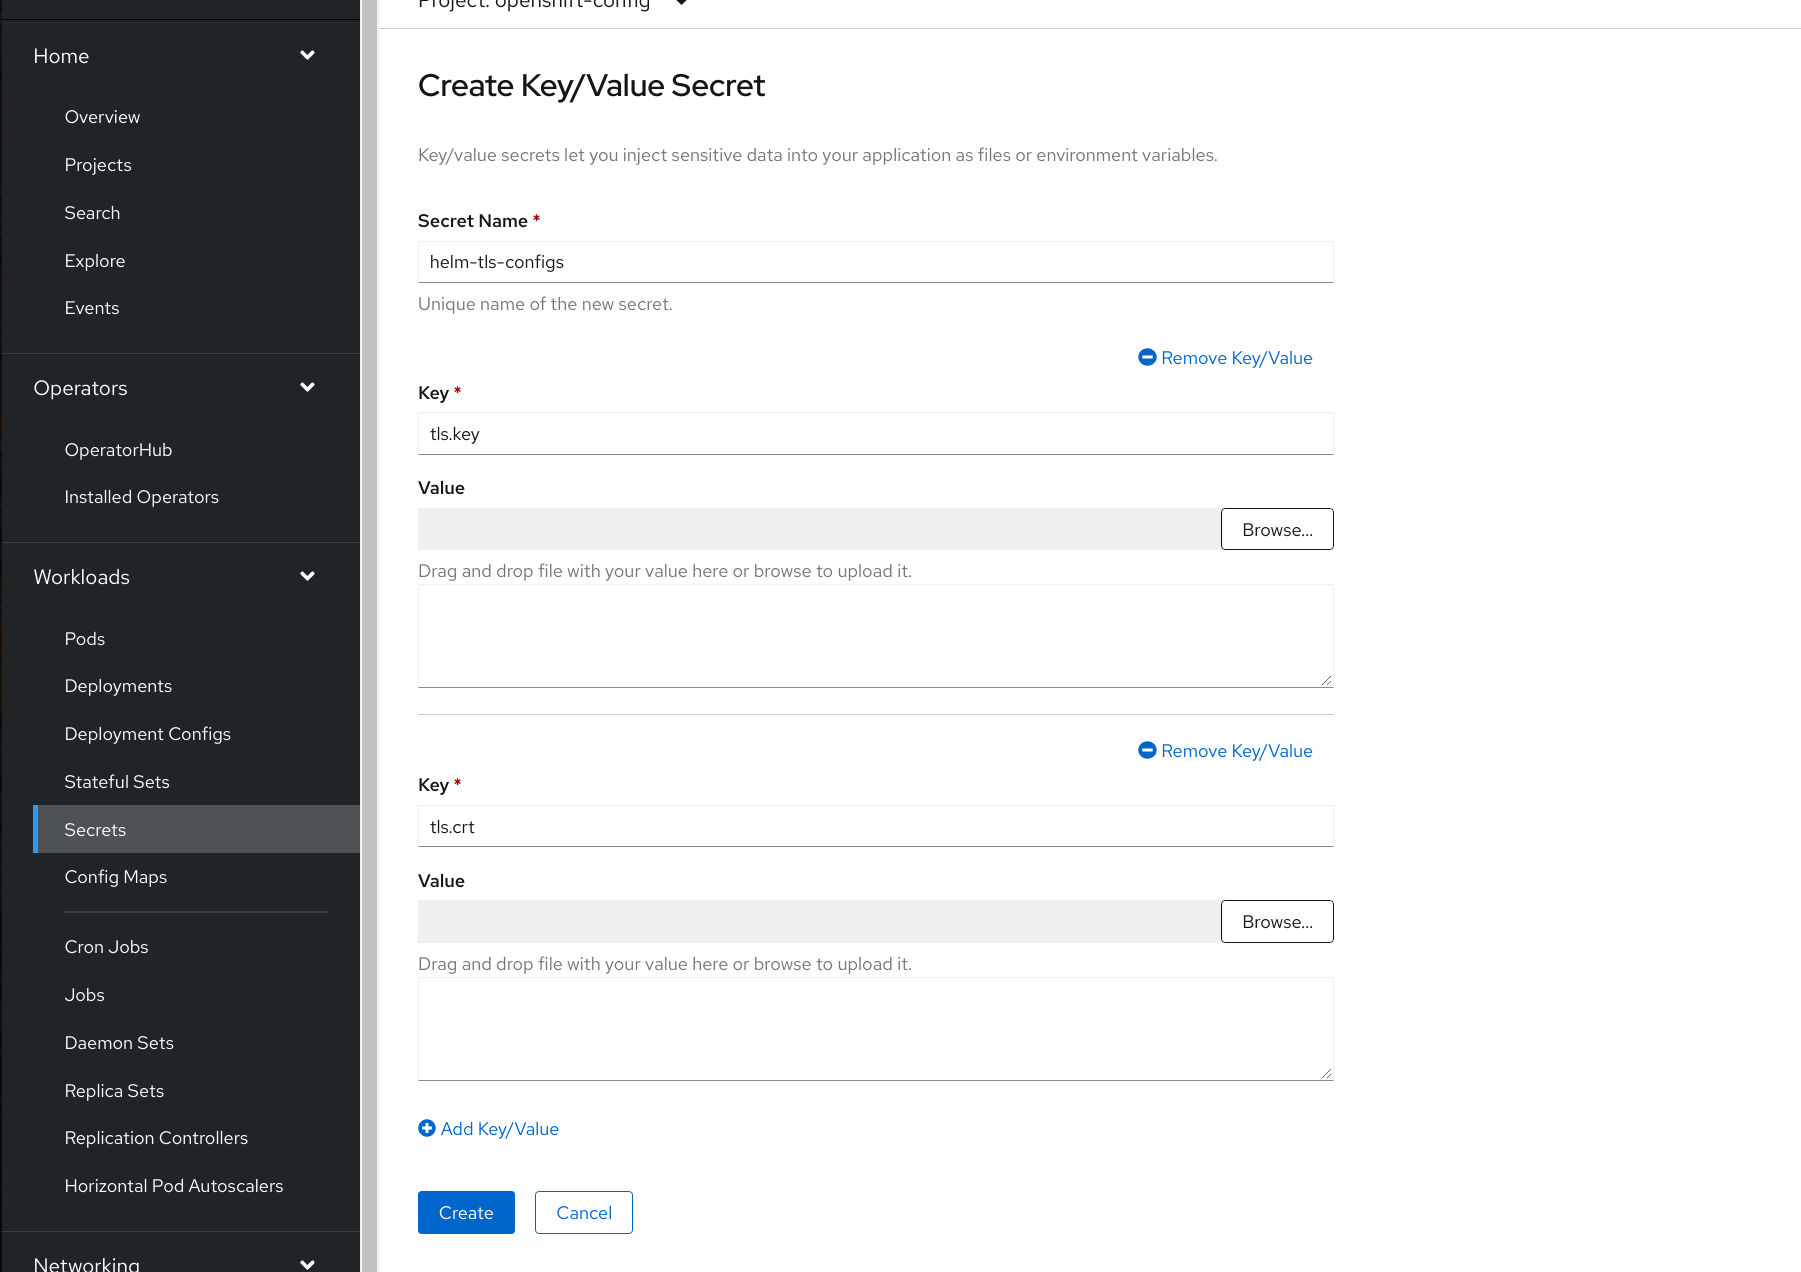 Project: openshift-config
Home
Overview
Projects
Search
Explore
Events
Operators
OperatorHub
Installed Operators
Workloads
Pods
Deployments
Deployment Configs
Stateful Sets
Secrets
Config Maps
Cron Jobs
Jobs
Daemon Sets
Replica Sets
Replication Controllers
Horizontal Pod Autoscalers
Networking
Create Key/Value Secret
Key/value secrets let you inject sensitive data into your application as files or environment variables.
Secret Name *
helm-tls-configs
Unique name of the new secret.
Remove Key/Value
Key *
tls.key
Value
Browse...
Drag and drop file with your value here or browse to upload it.
Remove Key/Value
Key *
tls.crt
Value
Browse...
Drag and drop file with your value here or browse to upload it.
Add Key/Value
Create
Cancel